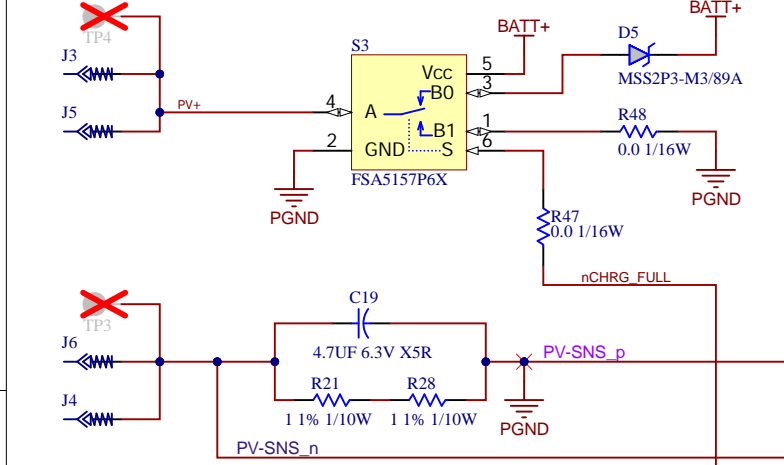 TP4
J3
J5
PV+
S3
4
2
A
GND
VCC
B0
B1
S
5
3
1
6
FSA5157P6X
PGND
BATT+
D5
MSS2P3-M3/89A
BATT+
R48
0.0 1/16W
PGND
R47
0.0 1/16W
nCHRG_FULL
TP3
J6
J4
C19
4.7UF 6.3V X5R
R21
1 1% 1/10W
R28
1 1% 1/10W
PV-SNS_p
PGND
PV-SNS_n